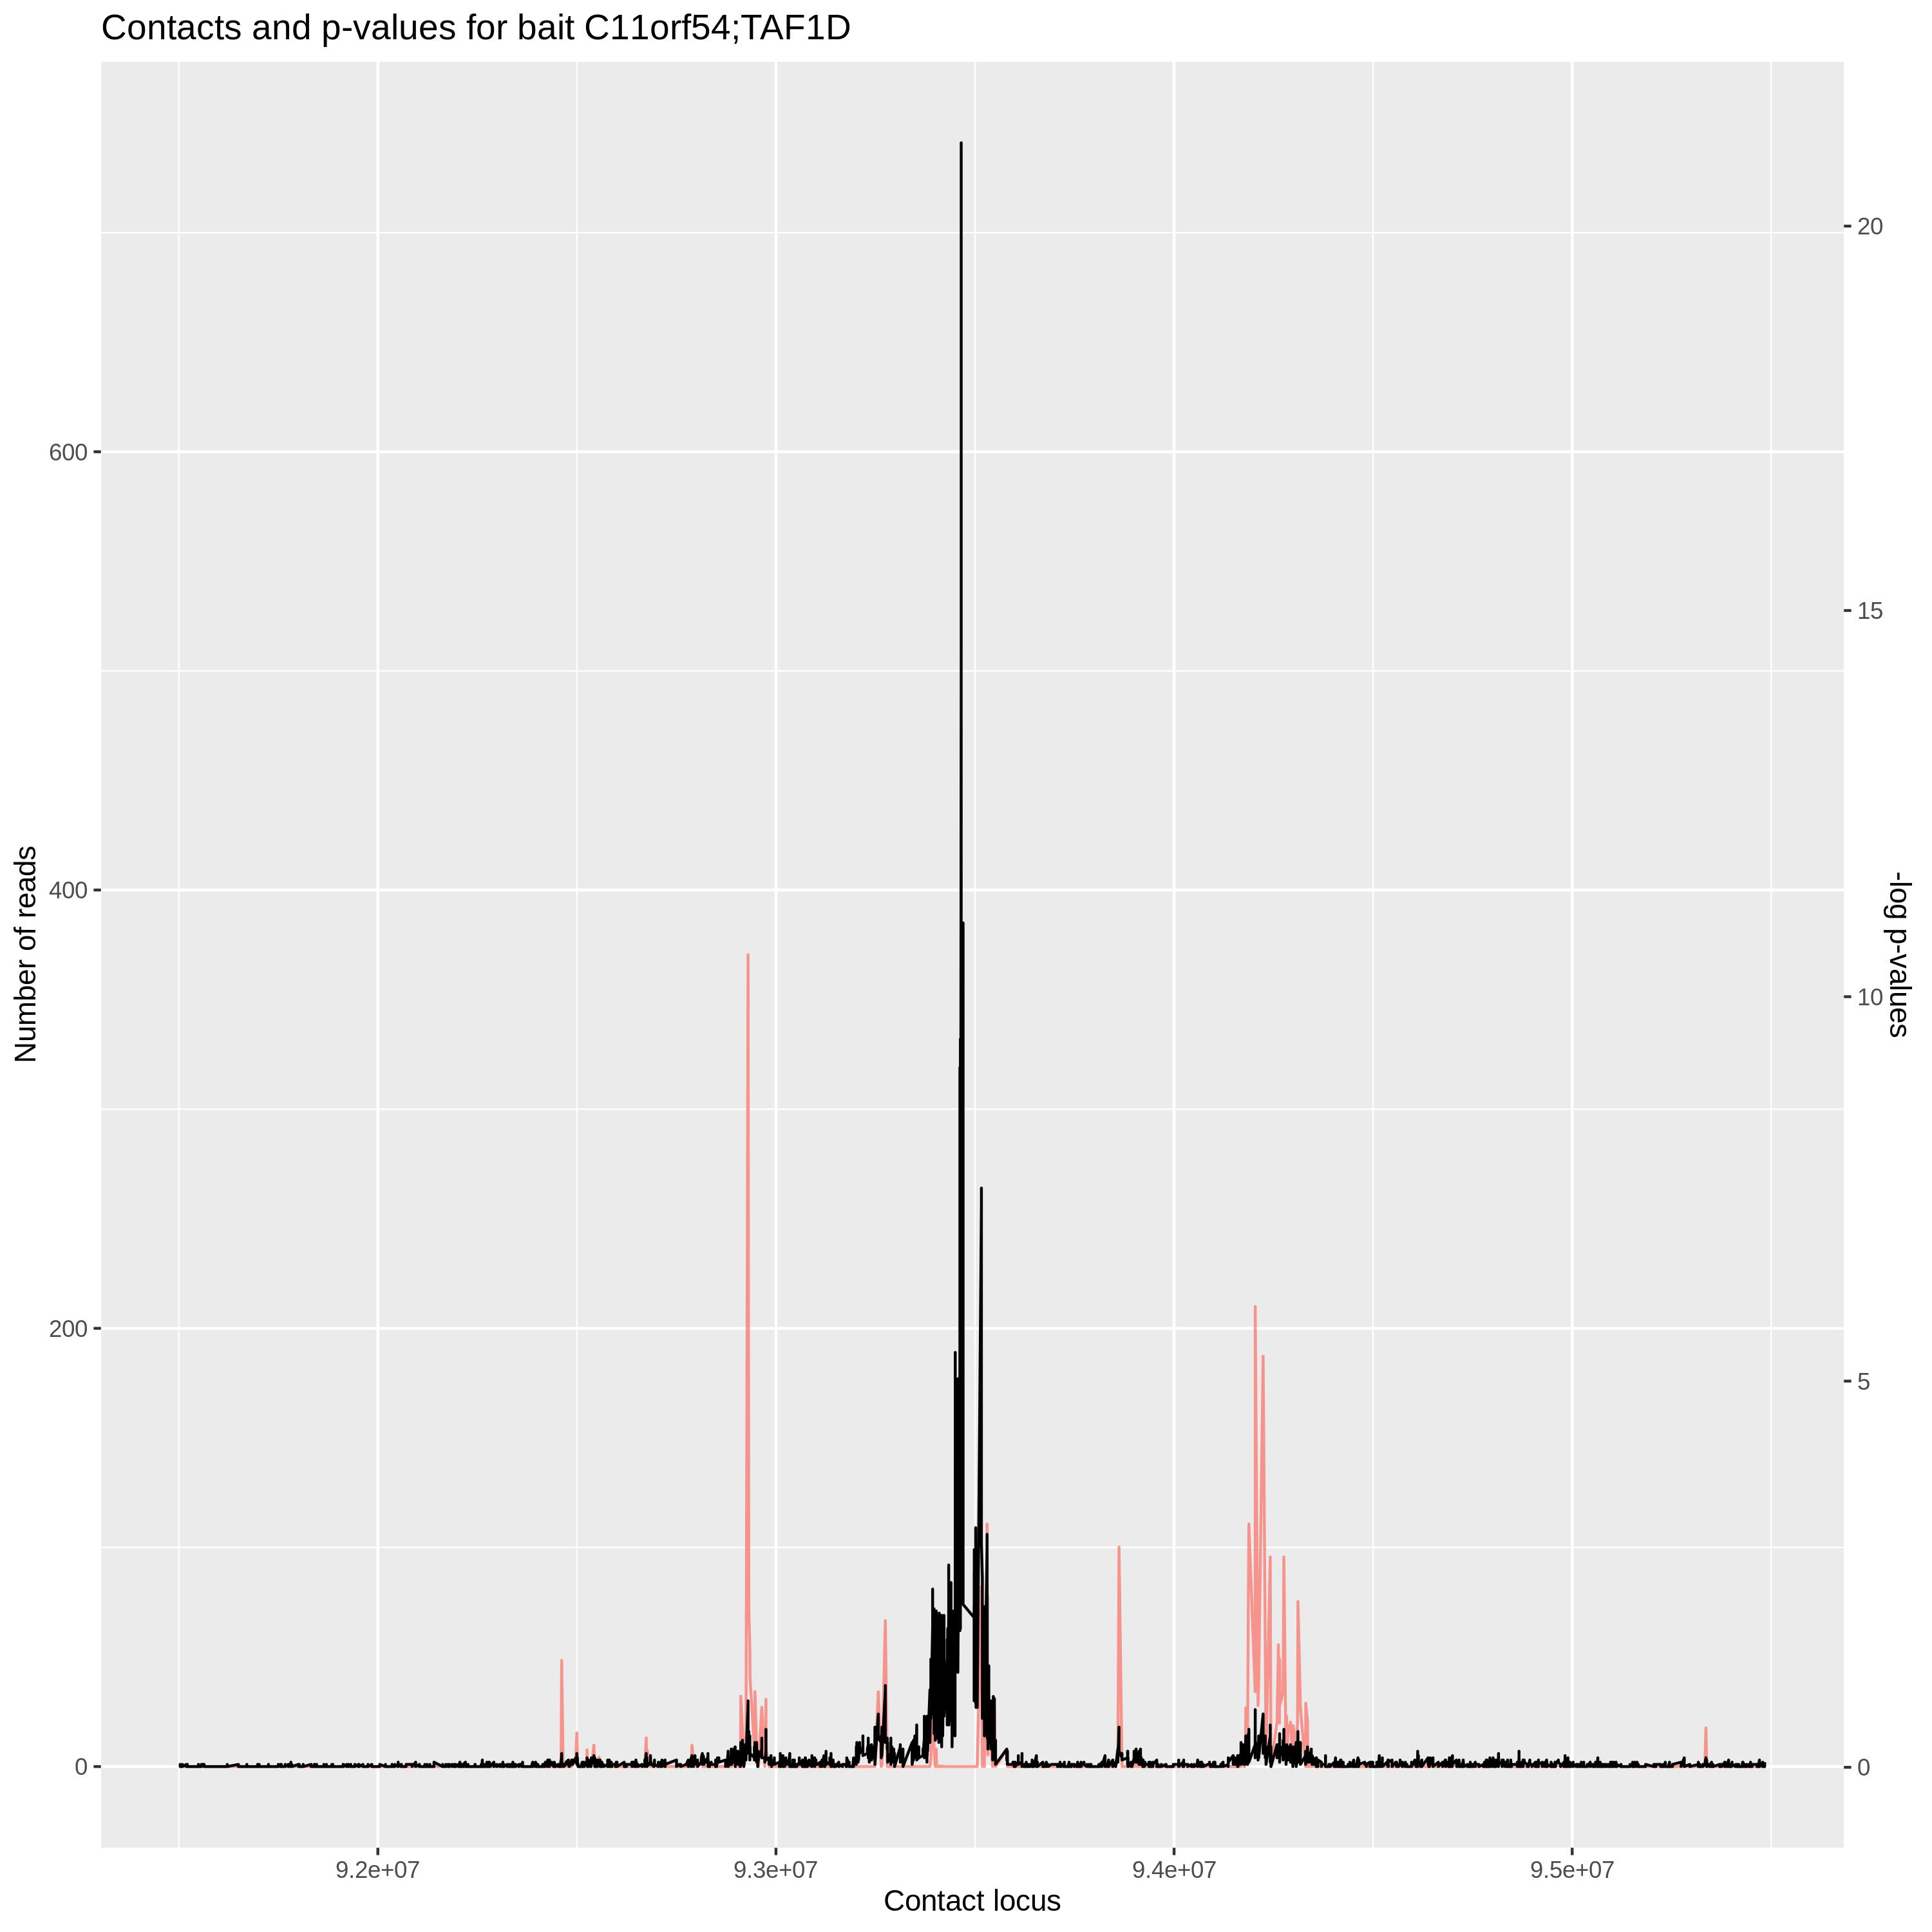 Contacts and p-values for bait C11orf54;TAF1D
Number of reads
600
400
200
0
20
15
10
5
0
-log p-values
9.2e+07
9.3e+07
9.4e+07
9.5e+07
Contact locus